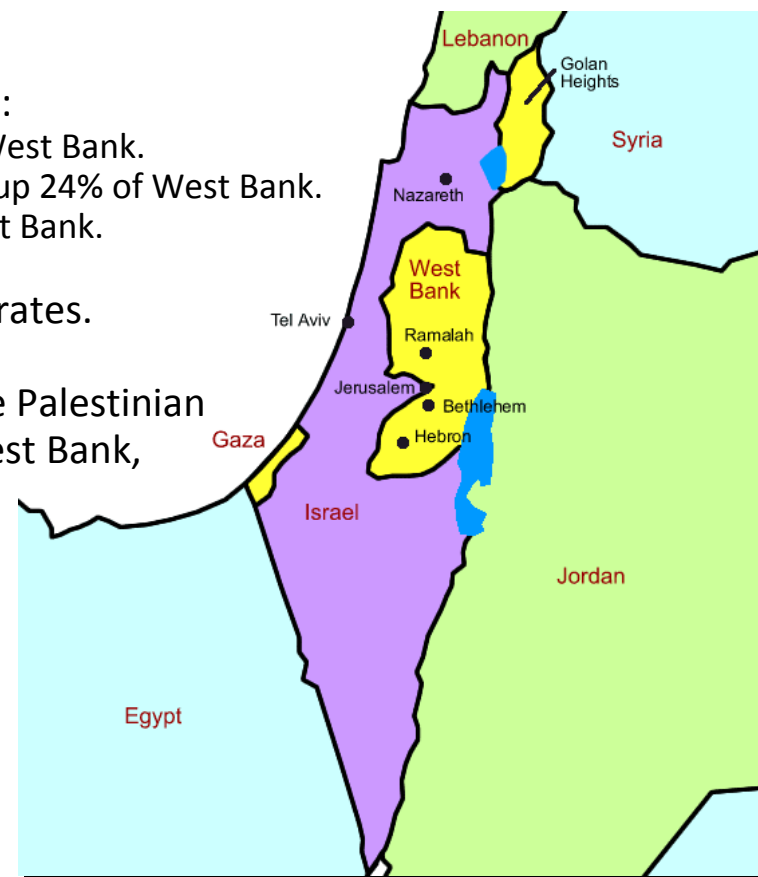 :
West Bank.
up 24% of West Bank.
t Bank.
rates.
e Palestinian
est Bank,
Lebanon
Golan
Heights
Syria
Nazareth
West
Bank
Tel Aviv
Ramalah
Jerusalem
Bethlehem
Gaza
Hebron
Israel
Jordan
Egypt